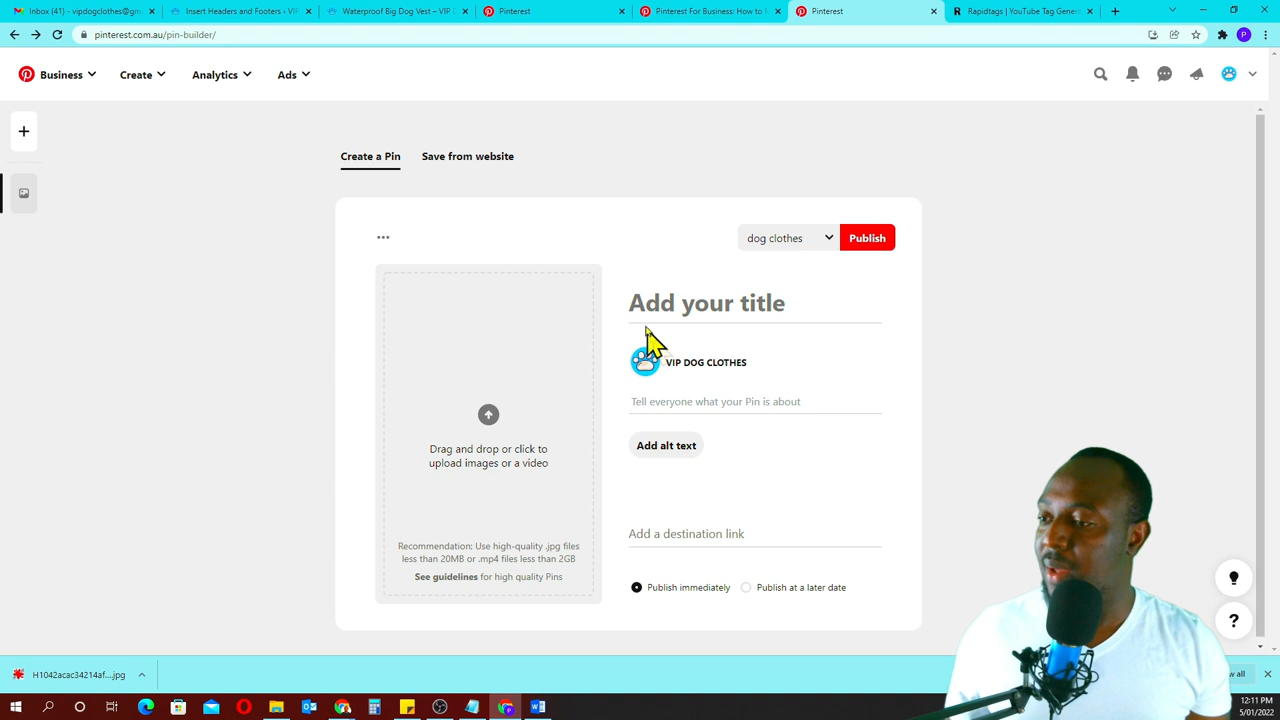 Inbox (41) - vipdogclothes@gm
Insert Headers and Footers ‹ VIP
Waterproof Big Dog Vest – VIP D
Pinterest
Pinterest For Business: How to M
Pinterest
Rapidtags | YouTube Tag Genera
pinterest.com.au/pin-builder/
P
Business
Create
Analytics
Ads
Create a Pin
Save from website
dog clothes
Publish
Add your title
VIP DOG CLOTHES
Tell everyone what your Pin is about
Add alt text
Drag and drop or click to
upload images or a video
Add a destination link
Recommendation: Use high-quality .jpg files
less than 20MB or .mp4 files less than 2GB
See guidelines for high quality Pins
Publish immediately
Publish at a later date
?
H1042acac34214af....jpg
w all
12:11 PM
5/01/2022